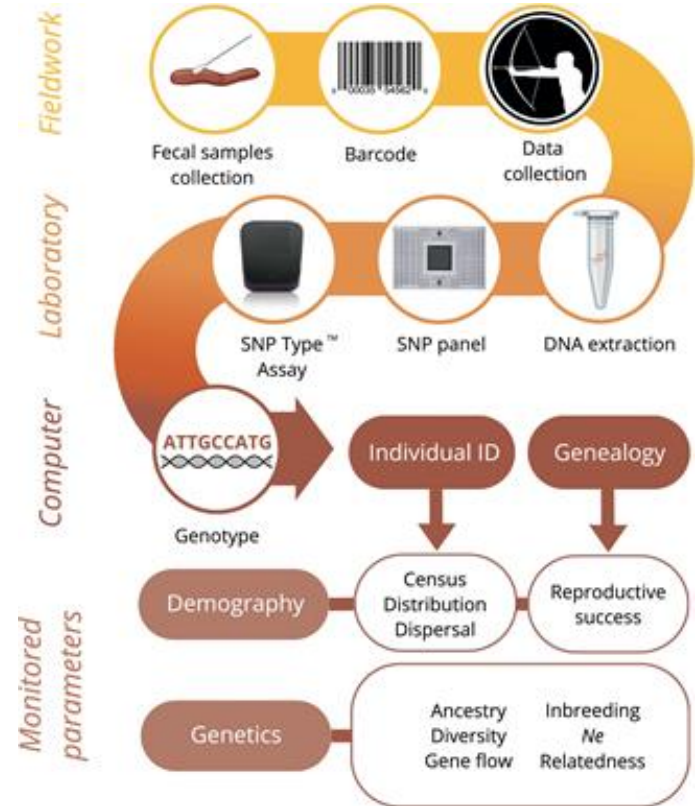 Fieldwork
Fecal samples
collection
Barcode
Data
collection
Laboratory
SNP Type™
Assay
SNP panel
DNA extraction
Computer
ATTGCCATG
Genotype
Individual ID
Genealogy
Monitored
parameters
Demography
Census
Distribution
Dispersal
Reproductive
success
Genetics
Ancestry
Diversity
Gene flow
Inbreeding
Ne
Relatedness